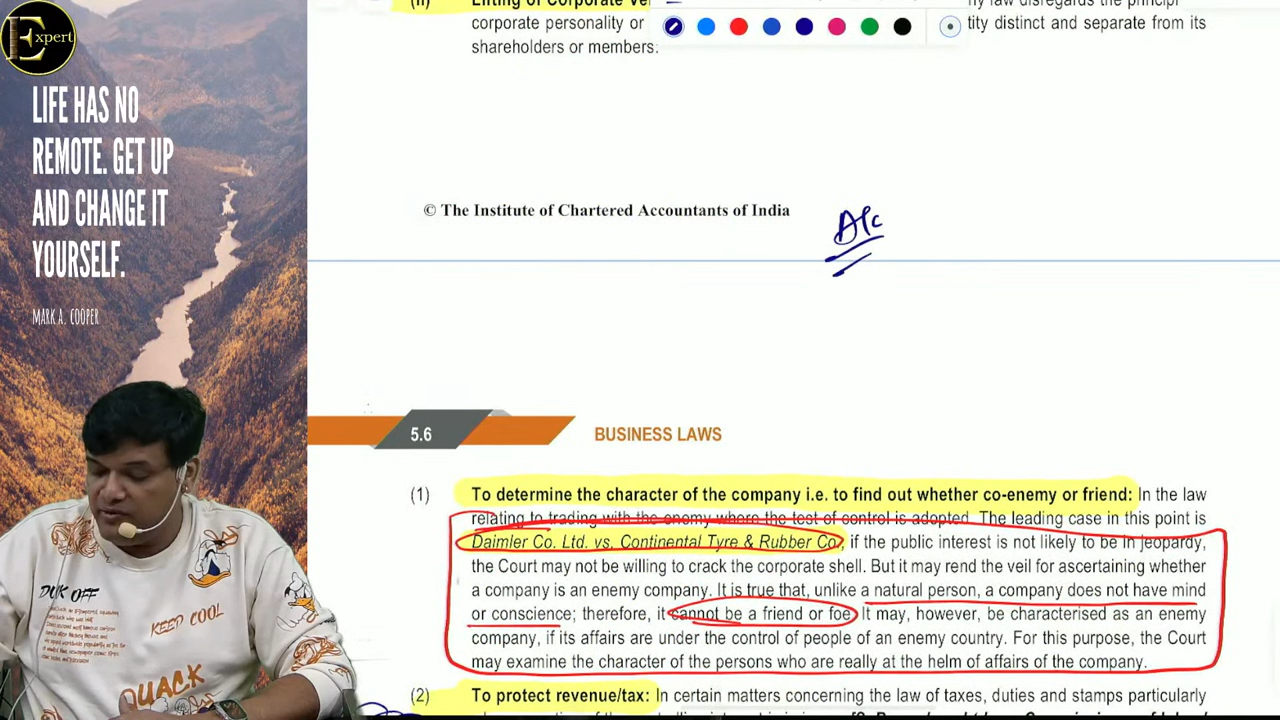 Expert
LIFE HAS NO
REMOTE. GET UP
AND CHANGE IT
YOURSELF.
MARK A. COOPER
DUCK OFF
KEEP COOL
QUACK
corporate personality or
tity distinct and separate from its
shareholders or members.
© The Institute of Chartered Accountants of India
5.6
BUSINESS LAWS
(1) To determine the character of the company i.e. to find out whether co-enemy or friend: In the law
relating to trading with the enemy where the test of control is adopted. The leading case in this point is
Daimler Co. Ltd. vs. Continental Tyre & Rubber Co., if the public interest is not likely to be in jeopardy,
the Court may not be willing to crack the corporate shell. But it may rend the veil for ascertaining whether
a company is an enemy company. It is true that, unlike a natural person, a company does not have mind
or conscience; therefore, it cannot be a friend or foe. It may, however, be characterised as an enemy
company, if its affairs are under the control of people of an enemy country. For this purpose, the Court
may examine the character of the persons who are really at the helm of affairs of the company.
(2) To protect revenue/tax: In certain matters concerning the law of taxes, duties and stamps particularly